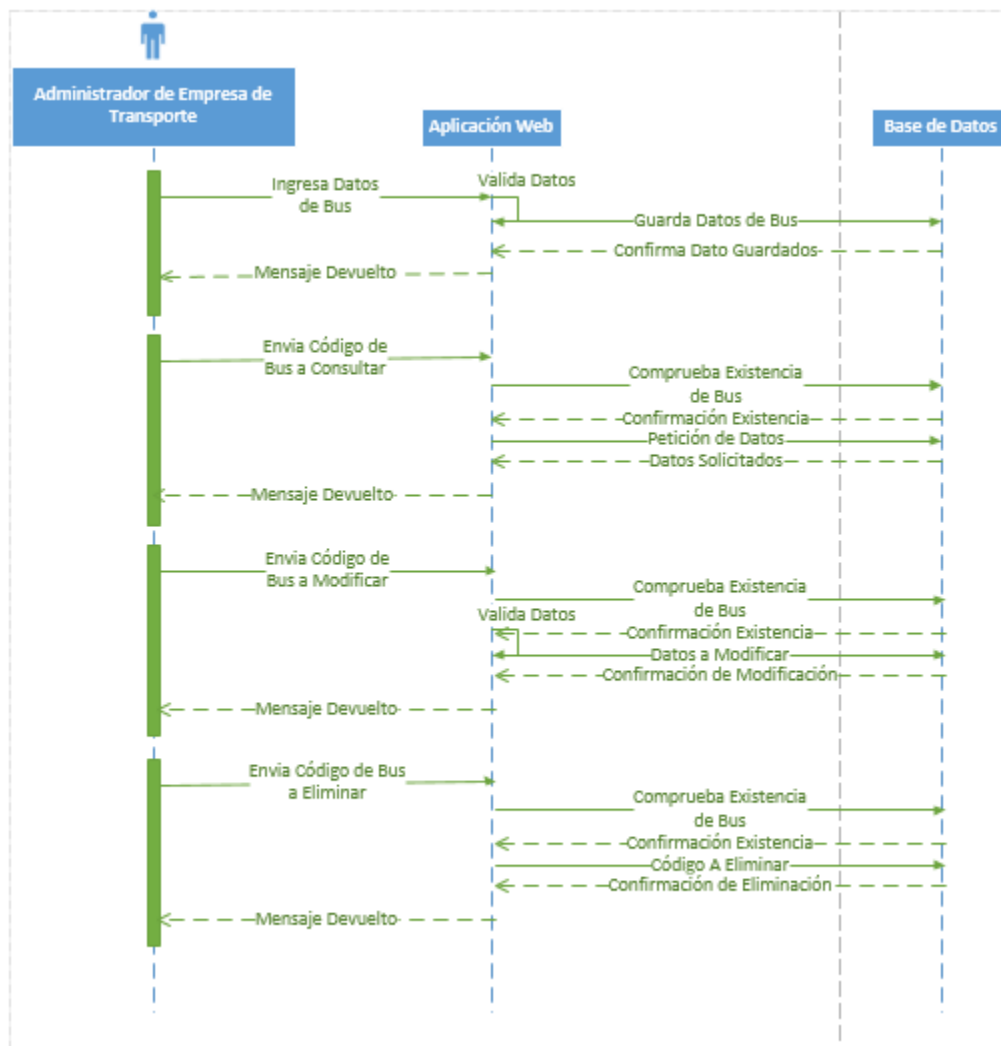 Administrador de Empresa de
Transporte
Aplicación Web
Base de Datos
Ingresa Datos
de Bus
Valida Datos
Guarda Datos de Bus
Confirma Dato Guardados
Mensaje Devuelto
Envia Código de
Bus a Consultar
Comprueba Existencia
de Bus
Confirmación Existencia
Petición de Datos
Datos Solicitados
Mensaje Devuelto
Envia Código de
Bus a Modificar
Comprueba Existencia
de Bus
Valida Datos
Confirmación Existencia
Datos a Modificar
Confirmación de Modificación
Mensaje Devuelto
Envia Código de Bus
a Eliminar
Comprueba Existencia
de Bus
Confirmación Existencia
Código A Eliminar
Confirmación de Eliminación
Mensaje Devuelto